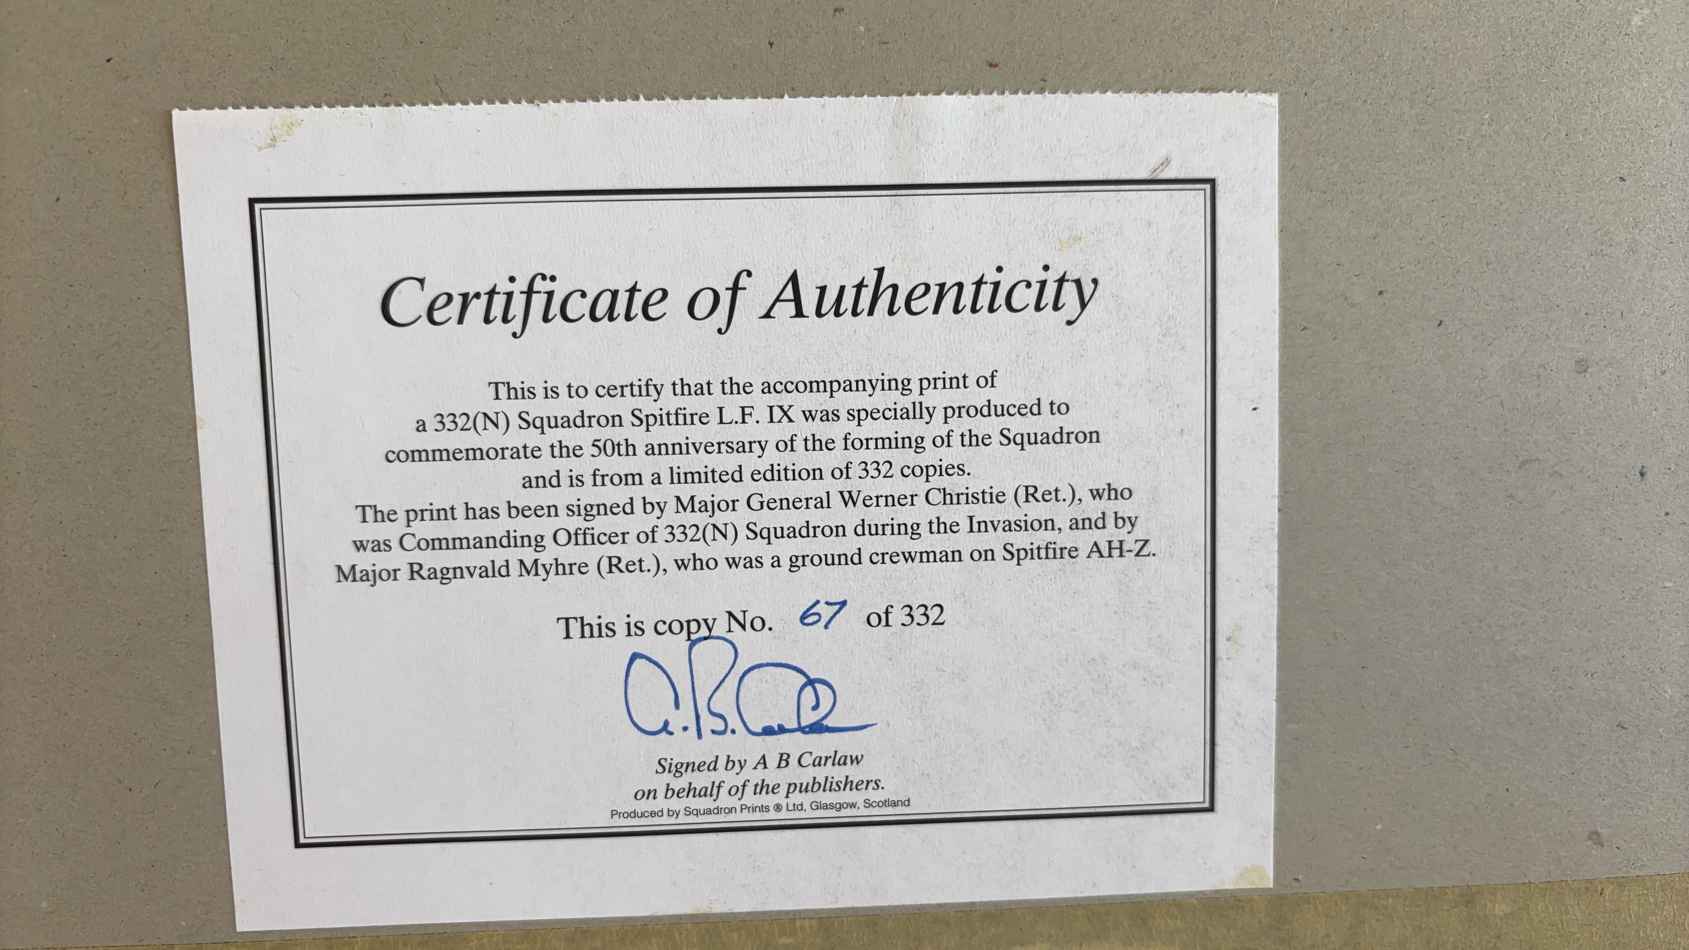 Certificate of Authenticity
This is to certify that the accompanying print of
a 332(N) Squadron Spitfire L.F. IX was specially produced to
commemorate the 50th anniversary of the forming of the Squadron
and is from a limited edition of 332 copies.
The print has been signed by Major General Werner Christie (Ret.), who
was Commanding Officer of 332(N) Squadron during the Invasion, and by
Major Ragnvald Myhre (Ret.), who was a ground crewman on Spitfire AH-Z.
This is copy No. 67 of 332
A. B. Carlaw
Signed by A B Carlaw
on behalf of the publishers.
Produced by Squadron Prints ® Ltd, Glasgow, Scotland